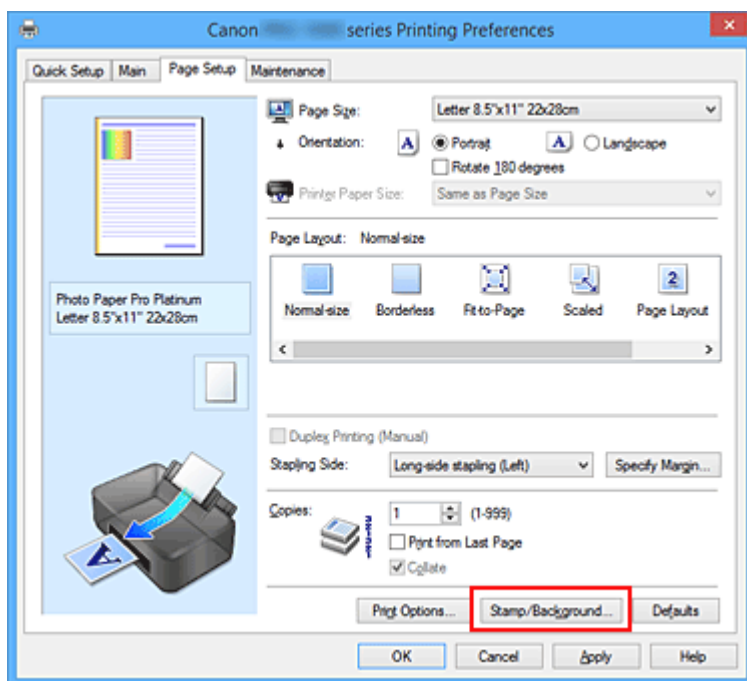 Canon series Printing Preferences
Quick Setup Main Page Setup Maintenance
Page Size: Letter 8.5"x11" 22x28cm
Orientation: A Portrait A Landscape
Rotate 180 degrees
Printer Paper Size: Same as Page Size
Page Layout: Normal-size
2
Normal-size Borderless Fit-to-Page Scaled Page Layout
Photo Paper Pro Platinum
Letter 8.5"x11" 22x28cm
Duplex Printing (Manual)
Stapling Side: Long-side stapling (Left) Specify Margin...
Copies: 1 (1-999)
Print from Last Page
Collate
A
Print Options... Stamp/Background... Defaults
OK Cancel Apply Help